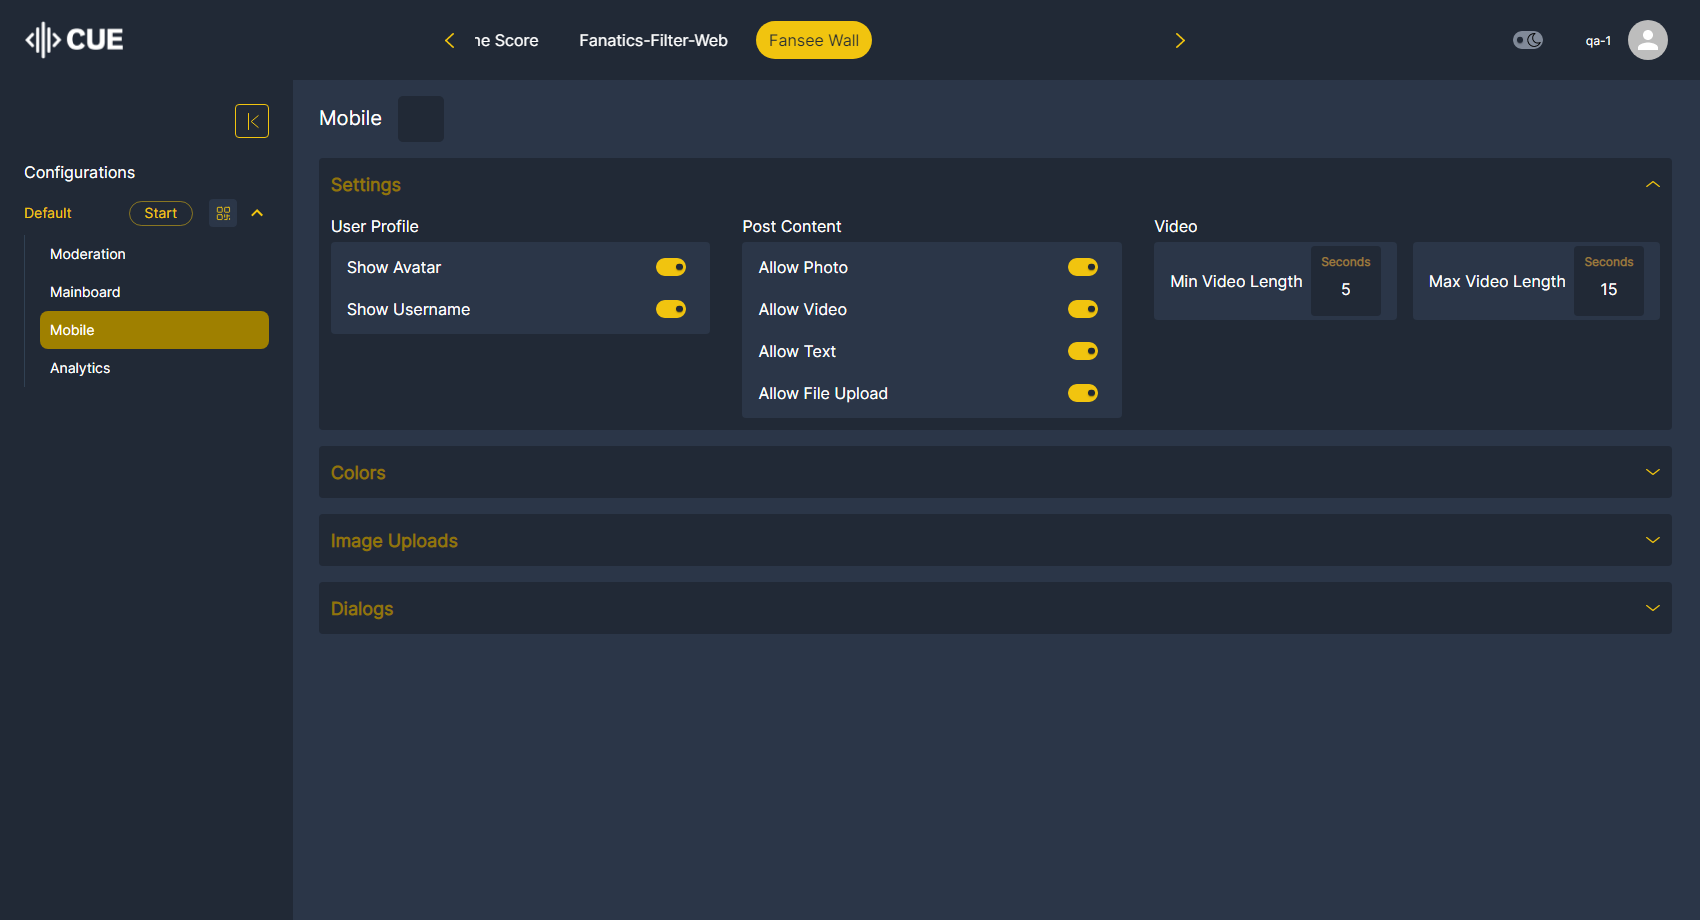 CUE
Score
Fanatics-Filter-Web
Fansee Wall
qa-1
Configurations
Default
Start
Moderation
Mainboard
Mobile
Analytics
Mobile
Settings
User Profile
Show Avatar
Show Username
Post Content
Allow Photo
Allow Video
Allow Text
Allow File Upload
Video
Min Video Length
Seconds
5
Max Video Length
Seconds
15
Colors
Image Uploads
Dialogs